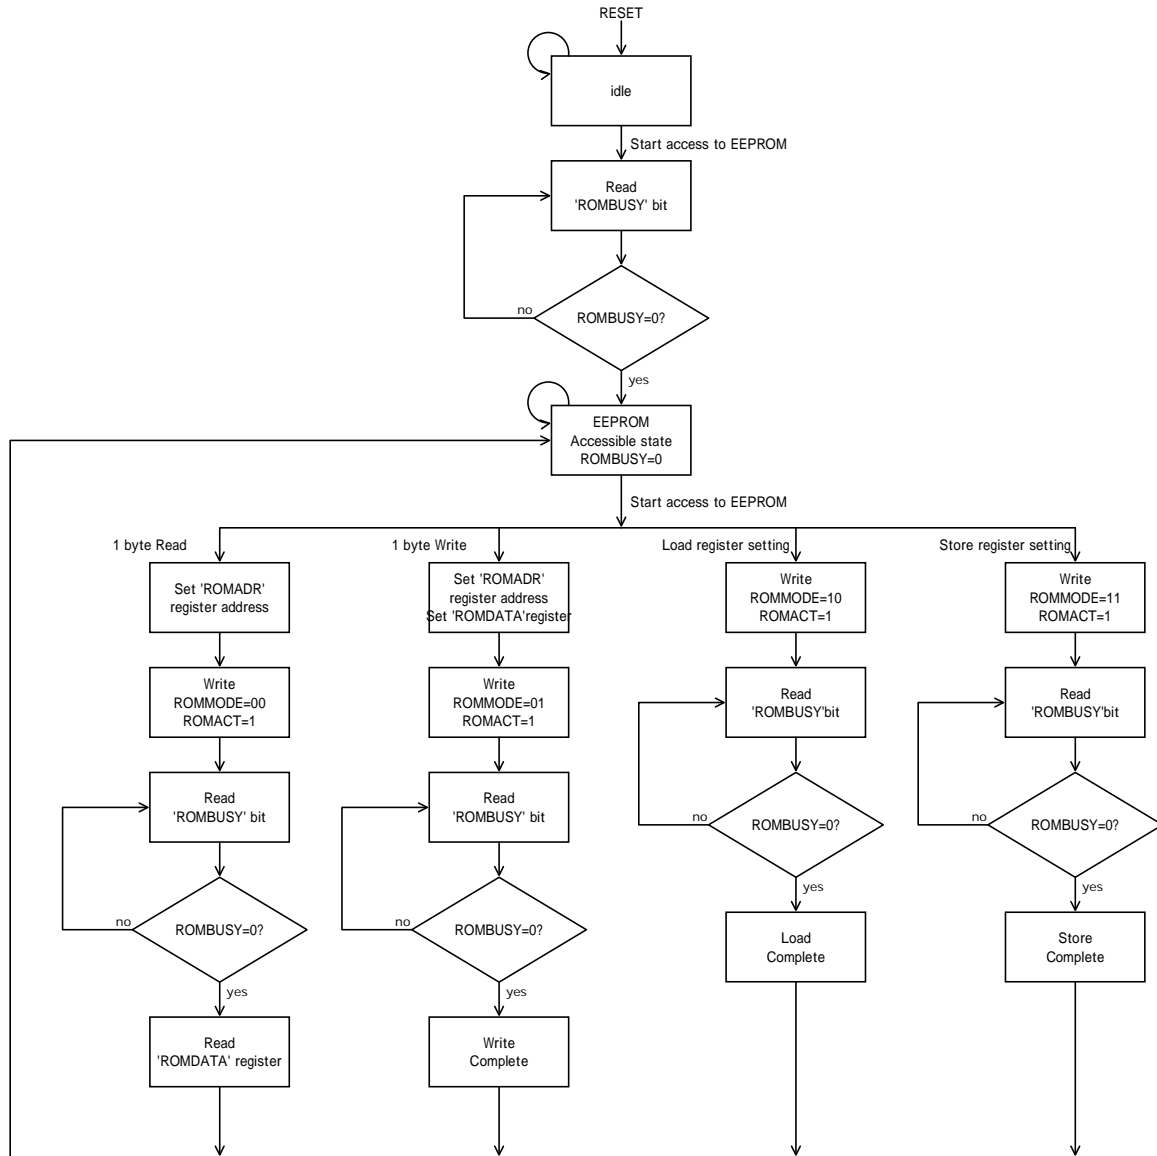 RESET
idle
Start access to EEPROM
Read
'ROMBUSY' bit
no
ROMBUSY=0?
yes
EEPROM
Accessible state
ROMBUSY=0
Start access to EEPROM
1 byte Read
Set 'ROMADR'
register address
Write
ROMMODE=00
ROMACT=1
Read
'ROMBUSY' bit
no
ROMBUSY=0?
yes
Read
'ROMDATA' register
1 byte Write
Set 'ROMADR'
register address
Set 'ROMDATA'register
Write
ROMMODE=01
ROMACT=1
Read
'ROMBUSY' bit
no
ROMBUSY=0?
yes
Write
Complete
Load register setting
Write
ROMMODE=10
ROMACT=1
Read
'ROMBUSY'bit
no
ROMBUSY=0?
yes
Load
Complete
Store register setting
Write
ROMMODE=11
ROMACT=1
Read
'ROMBUSY'bit
no
ROMBUSY=0?
yes
Store
Complete